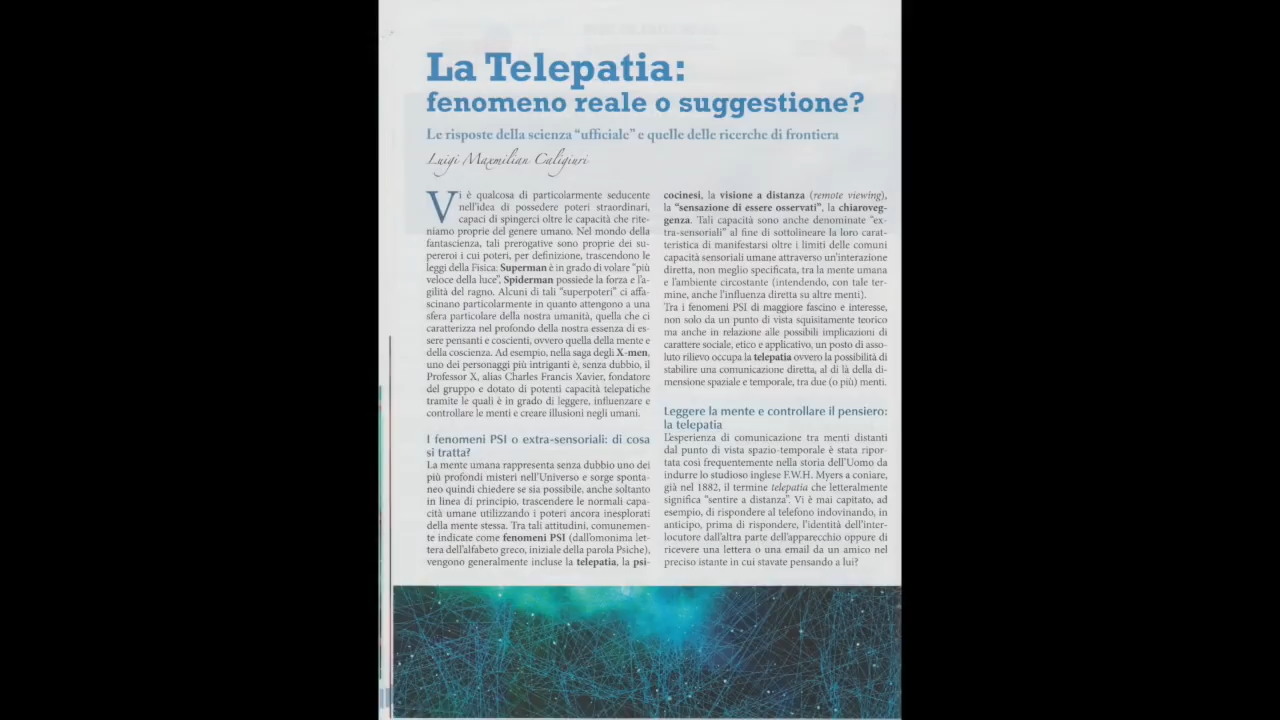 La Telepatia:
fenomeno reale o suggestione?
Le risposte della scienza “ufficiale” e quelle delle ricerche di frontiera
Luigi Maxmilian Caligiuri
Vi è qualcosa di particolarmente seducente
nell’idea di possedere poteri straordinari,
capaci di spingerci oltre le capacità che rite-
niamo proprie del genere umano. Nel mondo della
fantascienza, tali prerogative sono proprie dei su-
pereroi i cui poteri, per definizione, trascendono le
leggi della Fisica: Superman è in grado di volare “più
veloce della luce”, Spiderman possiede la forza e l’a-
gilità del ragno. Alcuni di tali “superpoteri” ci affa-
scinano particolarmente in quanto attengono a una
sfera particolare della nostra umanità, quella che ci
caratterizza nel profondo della nostra essenza di es-
sere pensanti e coscienti, ovvero quella della mente e
della coscienza. Ad esempio, nella saga degli X-men,
uno dei personaggi più intriganti è, senza dubbio, il
Professor X, alias Charles Francis Xavier, fondatore
del gruppo e dotato di potenti capacità telepatiche
tramite le quali è in grado di leggere, influenzare e
controllare le menti e creare illusioni negli umani.
I fenomeni PSI o extra-sensoriali: di cosa
si tratta?
La mente umana rappresenta senza dubbio uno dei
più profondi misteri nell’Universo e sorge sponta-
neo quindi chiedere se sia possibile, anche soltanto
in linea di principio, trascendere le normali capa-
cità umane utilizzando i poteri ancora inesplorati
della mente stessa. Tra tali attitudini, comunemen-
te indicate come fenomeni PSI (dall’omonima let-
tera dell’alfabeto greco, iniziale della parola Psiche),
vengono generalmente incluse la telepatia, la psi-
cocinesi, la visione a distanza (remote viewing),
la “sensazione di essere osservati”, la chiaroveg-
genza. Tali capacità sono anche denominate “ex-
tra-sensoriali” al fine di sottolineare la loro carat-
teristica di manifestarsi oltre i limiti delle comuni
capacità sensoriali umane attraverso un’interazione
diretta, non meglio specificata, tra la mente umana
e l’ambiente circostante (intendendo, con tale ter-
mine, anche l’influenza diretta su altre menti).
Tra i fenomeni PSI di maggiore fascino e interesse,
non solo da un punto di vista squisitamente teorico
ma anche in relazione alle possibili implicazioni di
carattere sociale, etico e applicativo, un posto di asso-
luto rilievo occupa la telepatia ovvero la possibilità di
stabilire una comunicazione diretta, al di là della di-
mensione spaziale e temporale, tra due (o più) menti.
Leggere la mente e controllare il pensiero:
la telepatia
L’esperienza di comunicazione tra menti distanti
dal punto di vista spazio-temporale è stata ripor-
tata così frequentemente nella storia dell’Uomo da
indurre lo studioso inglese F.W.H. Myers a coniare,
già nel 1882, il termine telepatia che letteralmente
significa “sentire a distanza”. Vi è mai capitato, ad
esempio, di rispondere al telefono indovinando, in
anticipo, prima di rispondere, l’identità dell’inter-
locutore dall’altra parte dell’apparecchio oppure di
ricevere una lettera o una email da un amico nel
preciso istante in cui stavate pensando a lui?